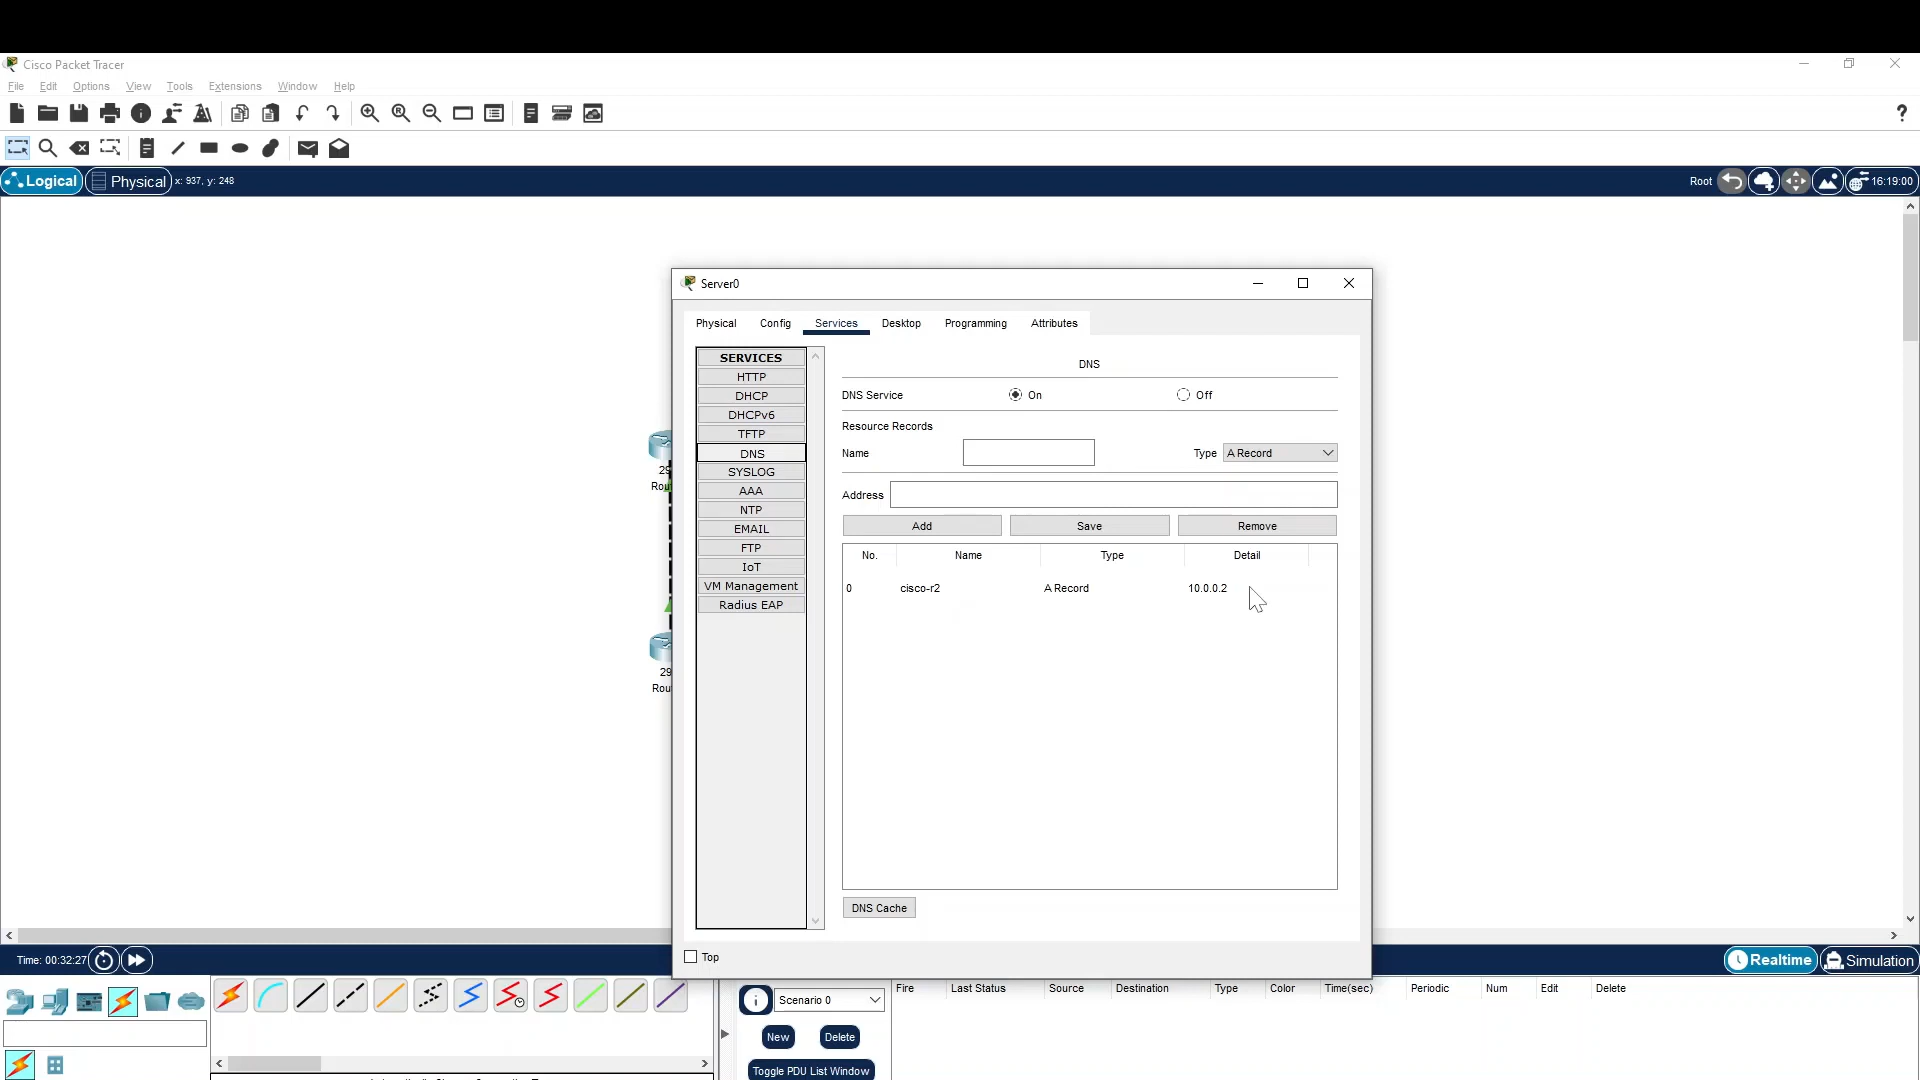 Cisco Packet Tracer
File Edit Options View Tools Extensions Window Help
Logical Physical x: 937, y: 248 Root 16:19:00
Server0
Physical Config Services Desktop Programming Attributes
SERVICES
HTTP
DHCP
DHCPv6
TFTP
DNS
SYSLOG
AAA
NTP
EMAIL
FTP
IoT
VM Management
Radius EAP
DNS
DNS Service On Off
Resource Records
Name Type A Record
Address
Add Save Remove
No. Name Type Detail
0 cisco-r2 A Record 10.0.0.2
DNS Cache
Top
29
Rou
29
Rou
Time: 00:32:27 Realtime Simulation
Scenario 0
New Delete
Toggle PDU List Window
Fire Last Status Source Destination Type Color Time(sec) Periodic Num Edit Delete